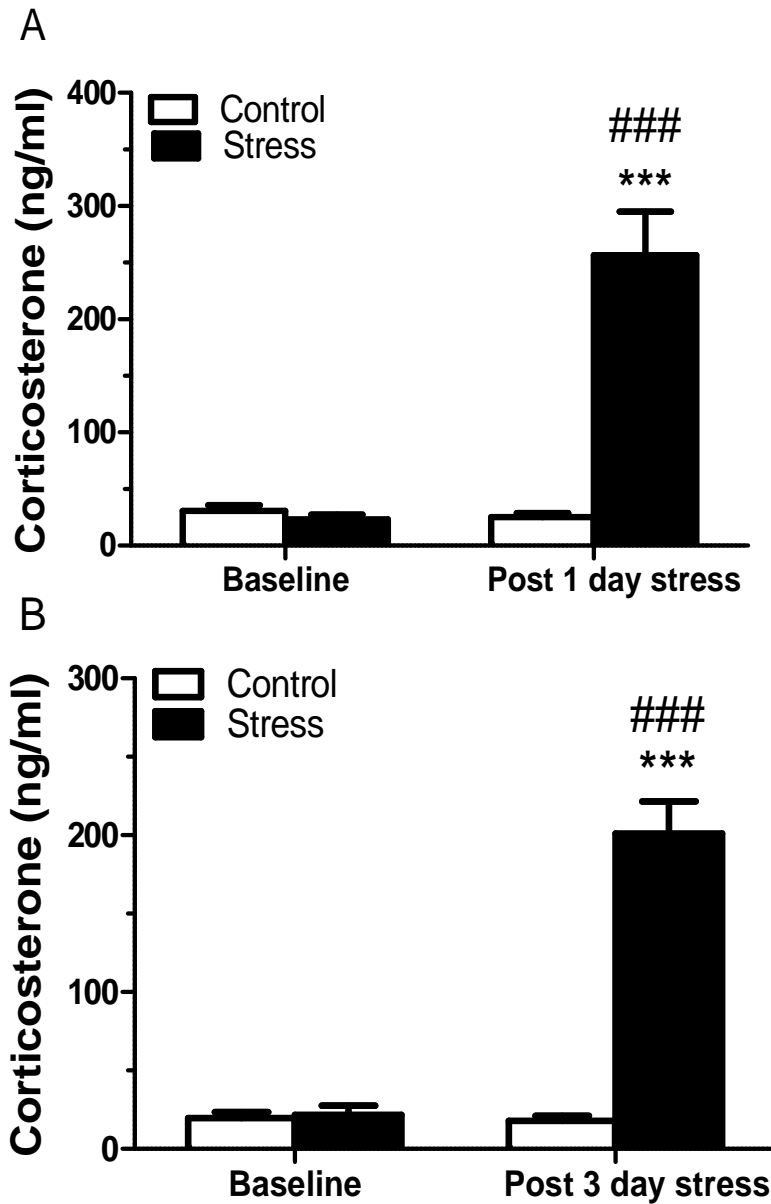 A
Corticosterone (ng/ml)
400
300
200
100
0
Control
Stress
###
***
Baseline
Post 1 day stress
B
Corticosterone (ng/ml)
300
200
100
0
Control
Stress
###
***
Baseline
Post 3 day stress